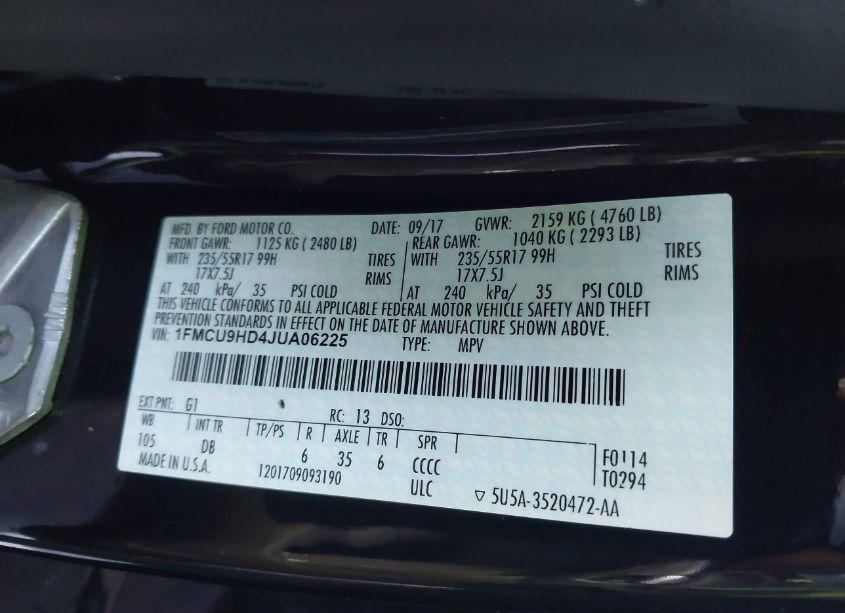 MFD. BY FORD MOTOR CO. DATE: 09/17 GVWR: 2159 KG ( 4760 LB)
FRONT GAWR: 1125 KG ( 2480 LB) REAR GAWR: 1040 KG ( 2293 LB)
WITH 235/55R17 99H TIRES WITH 235/55R17 99H TIRES
17X7.5J RIMS 17X7.5J RIMS
AT 240 kPa/ 35 PSI COLD AT 240 kPa/ 35 PSI COLD
THIS VEHICLE CONFORMS TO ALL APPLICABLE FEDERAL MOTOR VEHICLE SAFETY AND THEFT
PREVENTION STANDARDS IN EFFECT ON THE DATE OF MANUFACTURE SHOWN ABOVE.
VIN: 1FMCU9HD4JUA06225 TYPE: MPV
EXT PNT: G1 RC: 13 DSO:
WB INT TR TP/PS R AXLE TR SPR
105 DB 6 35 6 CCCC F0114
MADE IN U.S.A. 1201709093190 ULC T0294
5U5A-3520472-AA